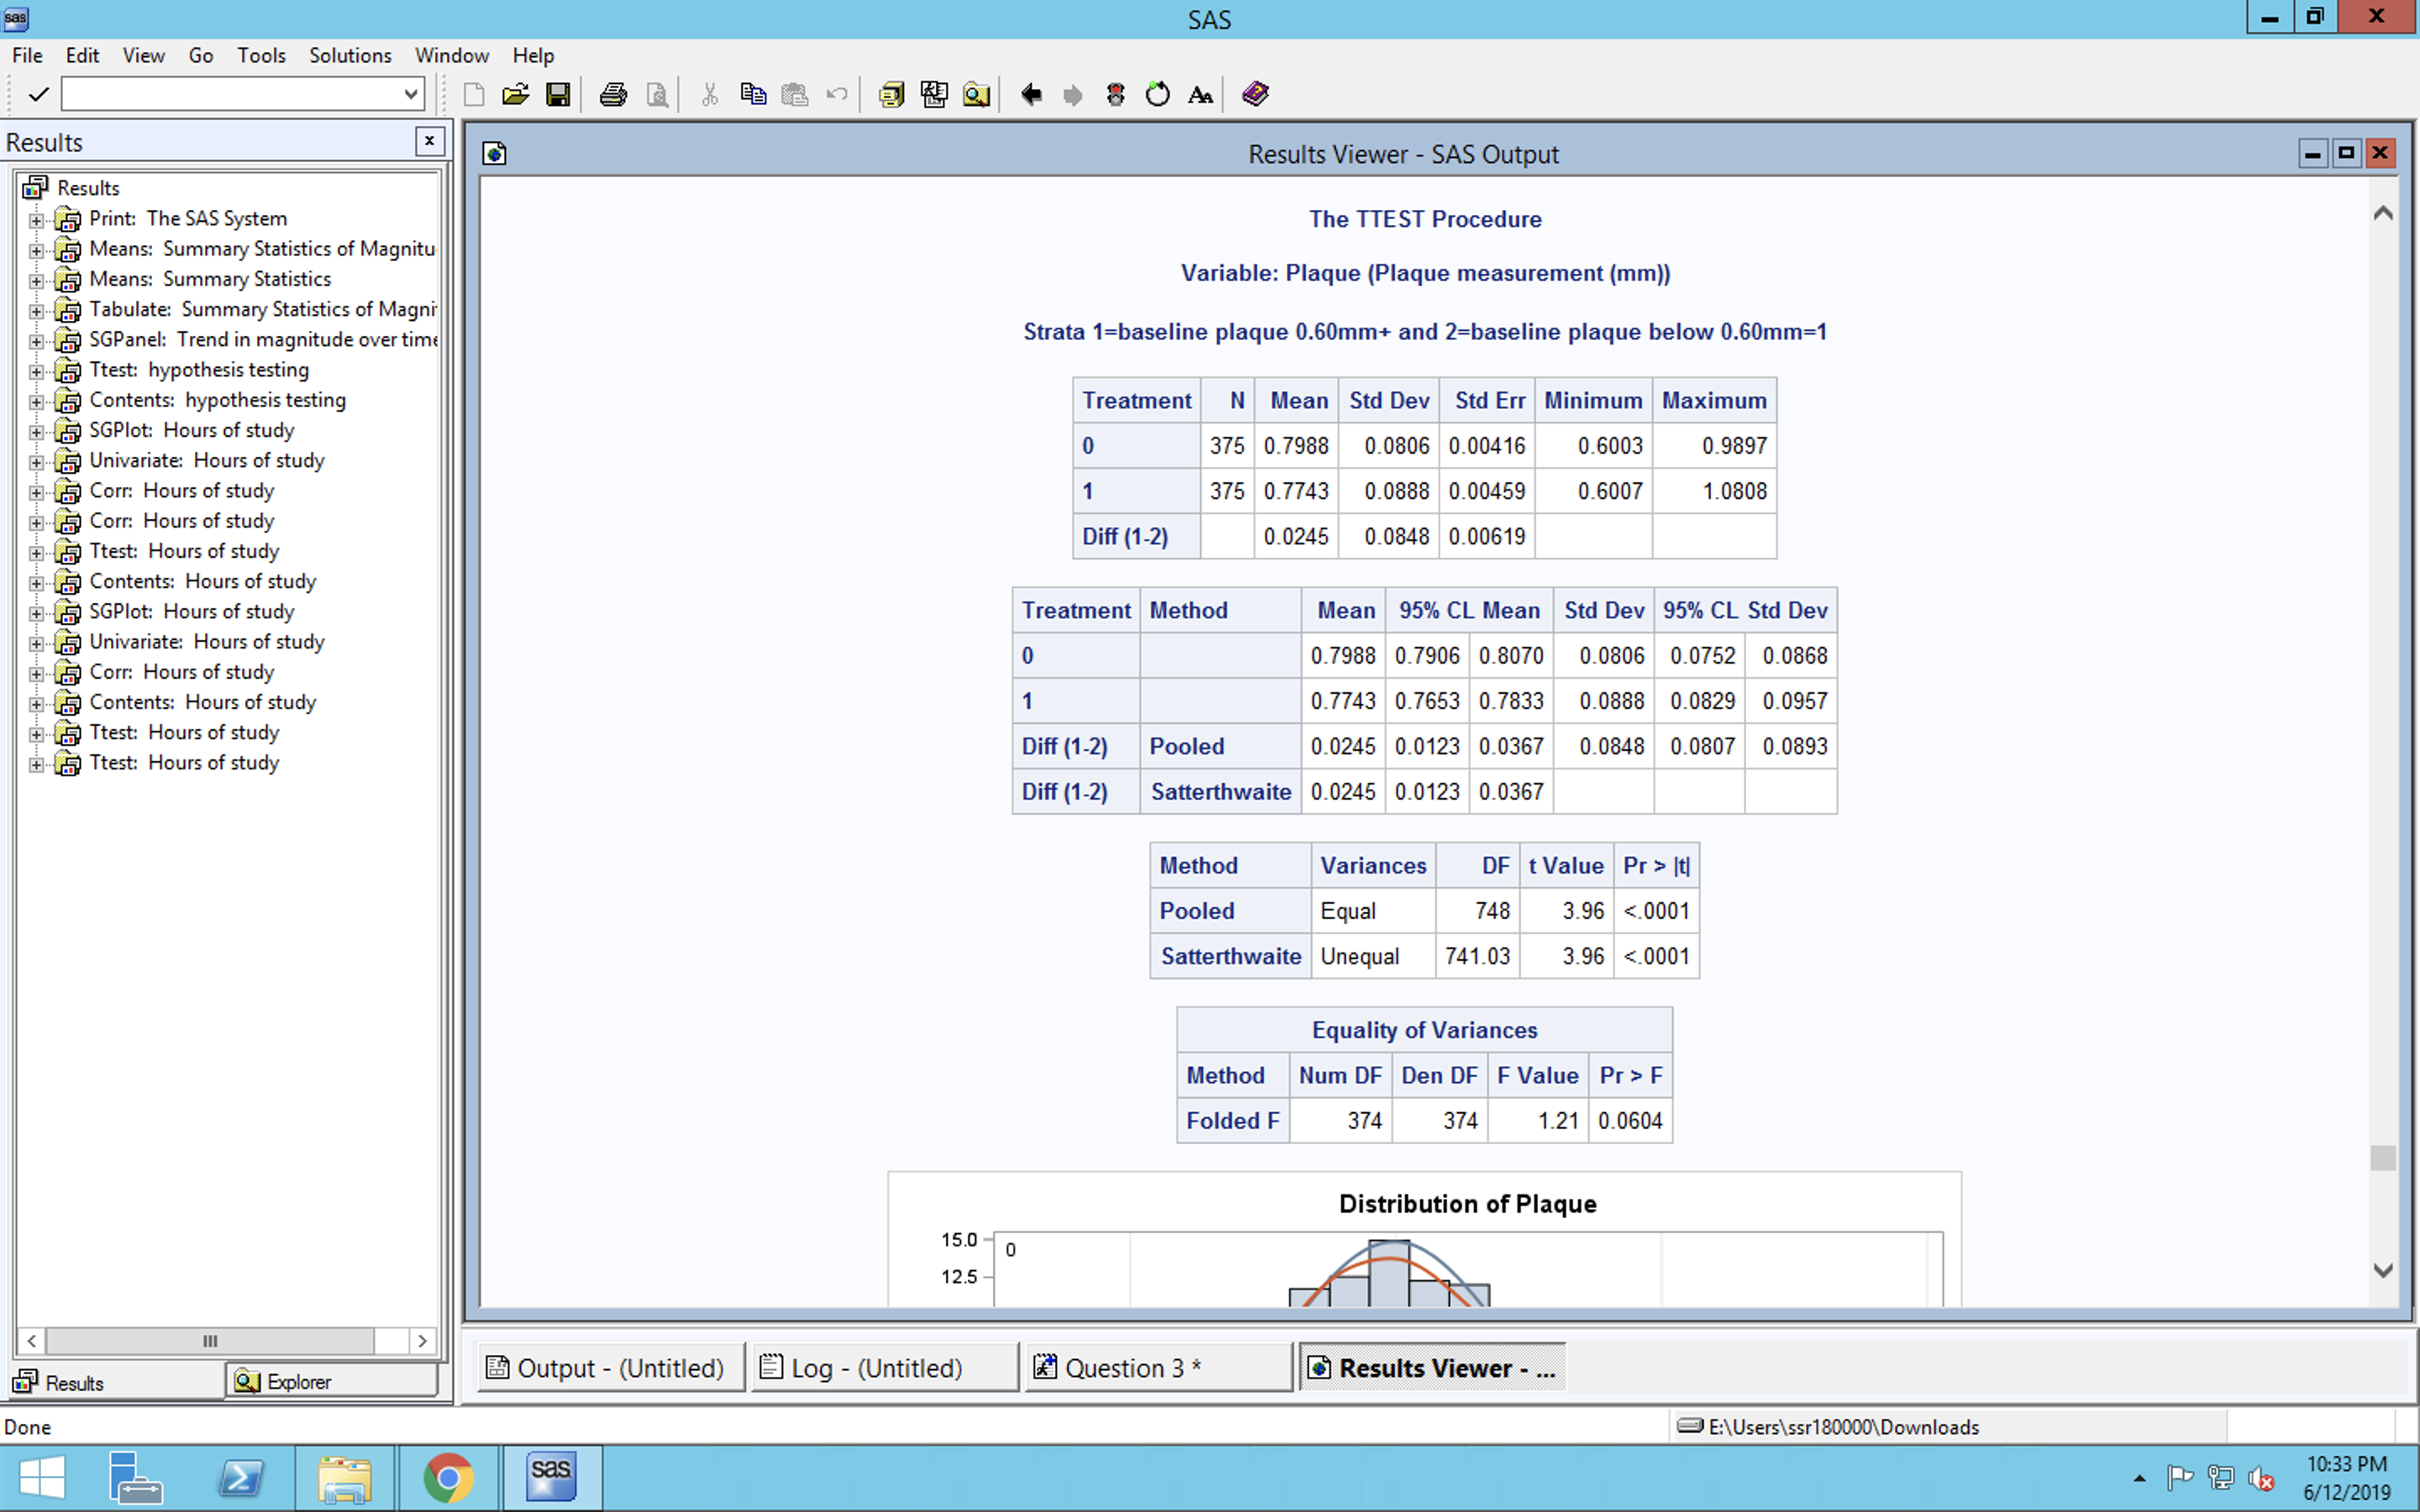 SAS
File Edit View Go Tools Solutions Window Help
Results
Results
Print: The SAS System
Means: Summary Statistics of Magnitu
Means: Summary Statistics
Tabulate: Summary Statistics of Magni
SGPanel: Trend in magnitude over time
Ttest: hypothesis testing
Contents: hypothesis testing
SGPlot: Hours of study
Univariate: Hours of study
Corr: Hours of study
Corr: Hours of study
Ttest: Hours of study
Contents: Hours of study
SGPlot: Hours of study
Univariate: Hours of study
Corr: Hours of study
Contents: Hours of study
Ttest: Hours of study
Ttest: Hours of study
Results Explorer
Results Viewer - SAS Output
The TTEST Procedure
Variable: Plaque (Plaque measurement (mm))
Strata 1=baseline plaque 0.60mm+ and 2=baseline plaque below 0.60mm=1
Treatment N Mean Std Dev Std Err Minimum Maximum
0 375 0.7988 0.0806 0.00416 0.6003 0.9897
1 375 0.7743 0.0888 0.00459 0.6007 1.0808
Diff (1-2) 0.0245 0.0848 0.00619
Treatment Method Mean 95% CL Mean Std Dev 95% CL Std Dev
0 0.7988 0.7906 0.8070 0.0806 0.0752 0.0868
1 0.7743 0.7653 0.7833 0.0888 0.0829 0.0957
Diff (1-2) Pooled 0.0245 0.0123 0.0367 0.0848 0.0807 0.0893
Diff (1-2) Satterthwaite 0.0245 0.0123 0.0367
Method Variances DF t Value Pr > |t|
Pooled Equal 748 3.96 <.0001
Satterthwaite Unequal 741.03 3.96 <.0001
Equality of Variances
Method Num DF Den DF F Value Pr > F
Folded F 374 374 1.21 0.0604
Distribution of Plaque
15.0
0
12.5
Output - (Untitled) Log - (Untitled) Question 3 * Results Viewer - ...
Done
E:\Users\ssr180000\Downloads
sas
10:33 PM
6/12/2019